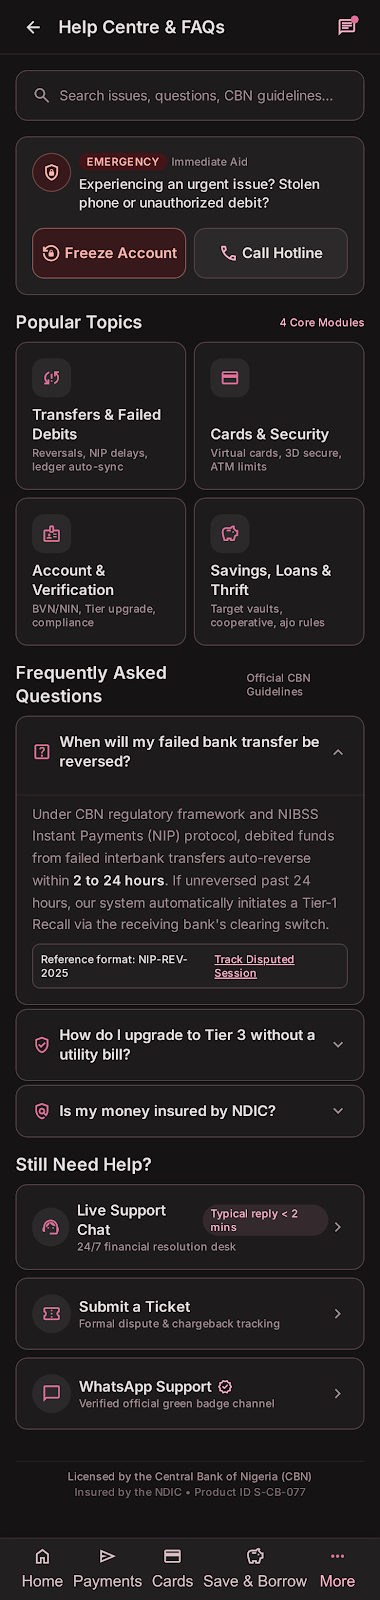 Help Centre & FAQs
Search issues, questions, CBN guidelines...
EMERGENCY Immediate Aid
Experiencing an urgent issue? Stolen
phone or unauthorized debit?
Freeze Account
Call Hotline
Popular Topics
4 Core Modules
Transfers & Failed
Debits
Reversals, NIP delays,
ledger auto-sync
Cards & Security
Virtual cards, 3D secure,
ATM limits
Account &
Verification
BVN/NIN, Tier upgrade,
compliance
Savings, Loans &
Thrift
Target vaults,
cooperative, ajo rules
Frequently Asked
Questions
Official CBN
Guidelines
When will my failed bank transfer be
reversed?
Under CBN regulatory framework and NIBSS
Instant Payments (NIP) protocol, debited funds
from failed interbank transfers auto-reverse
within 2 to 24 hours. If unreversed past 24
hours, our system automatically initiates a Tier-1
Recall via the receiving bank's clearing switch.
Reference format: NIP-REV-
2025
Track Disputed
Session
How do I upgrade to Tier 3 without a
utility bill?
Is my money insured by NDIC?
Still Need Help?
Live Support
Chat
Typical reply < 2
mins
24/7 financial resolution desk
Submit a Ticket
Formal dispute & chargeback tracking
WhatsApp Support
Verified official green badge channel
Licensed by the Central Bank of Nigeria (CBN)
Insured by the NDIC • Product ID S-CB-077
Home Payments Cards Save & Borrow More